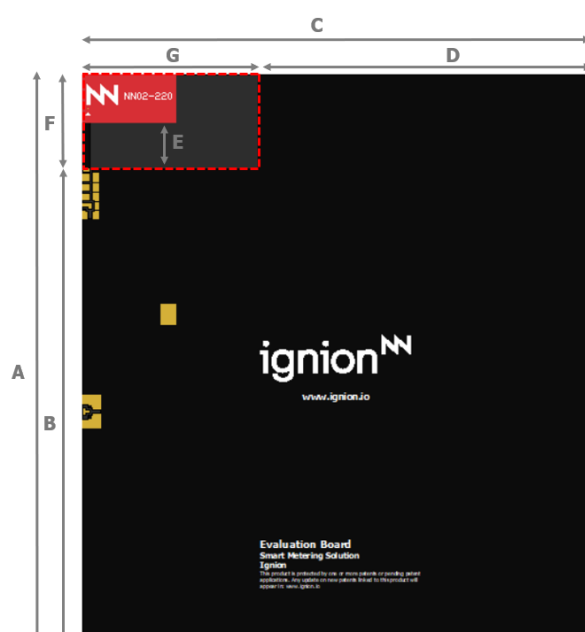 C
G
D
NN02-220
F
E
A
B
ignion
www.ignion.io
Evaluation Board
Smart Metering Solution
Ignion
This product is protected by one or more patents or pending patent
applications. Any update on new patents linked to this product will
appear in: www.ignion.io